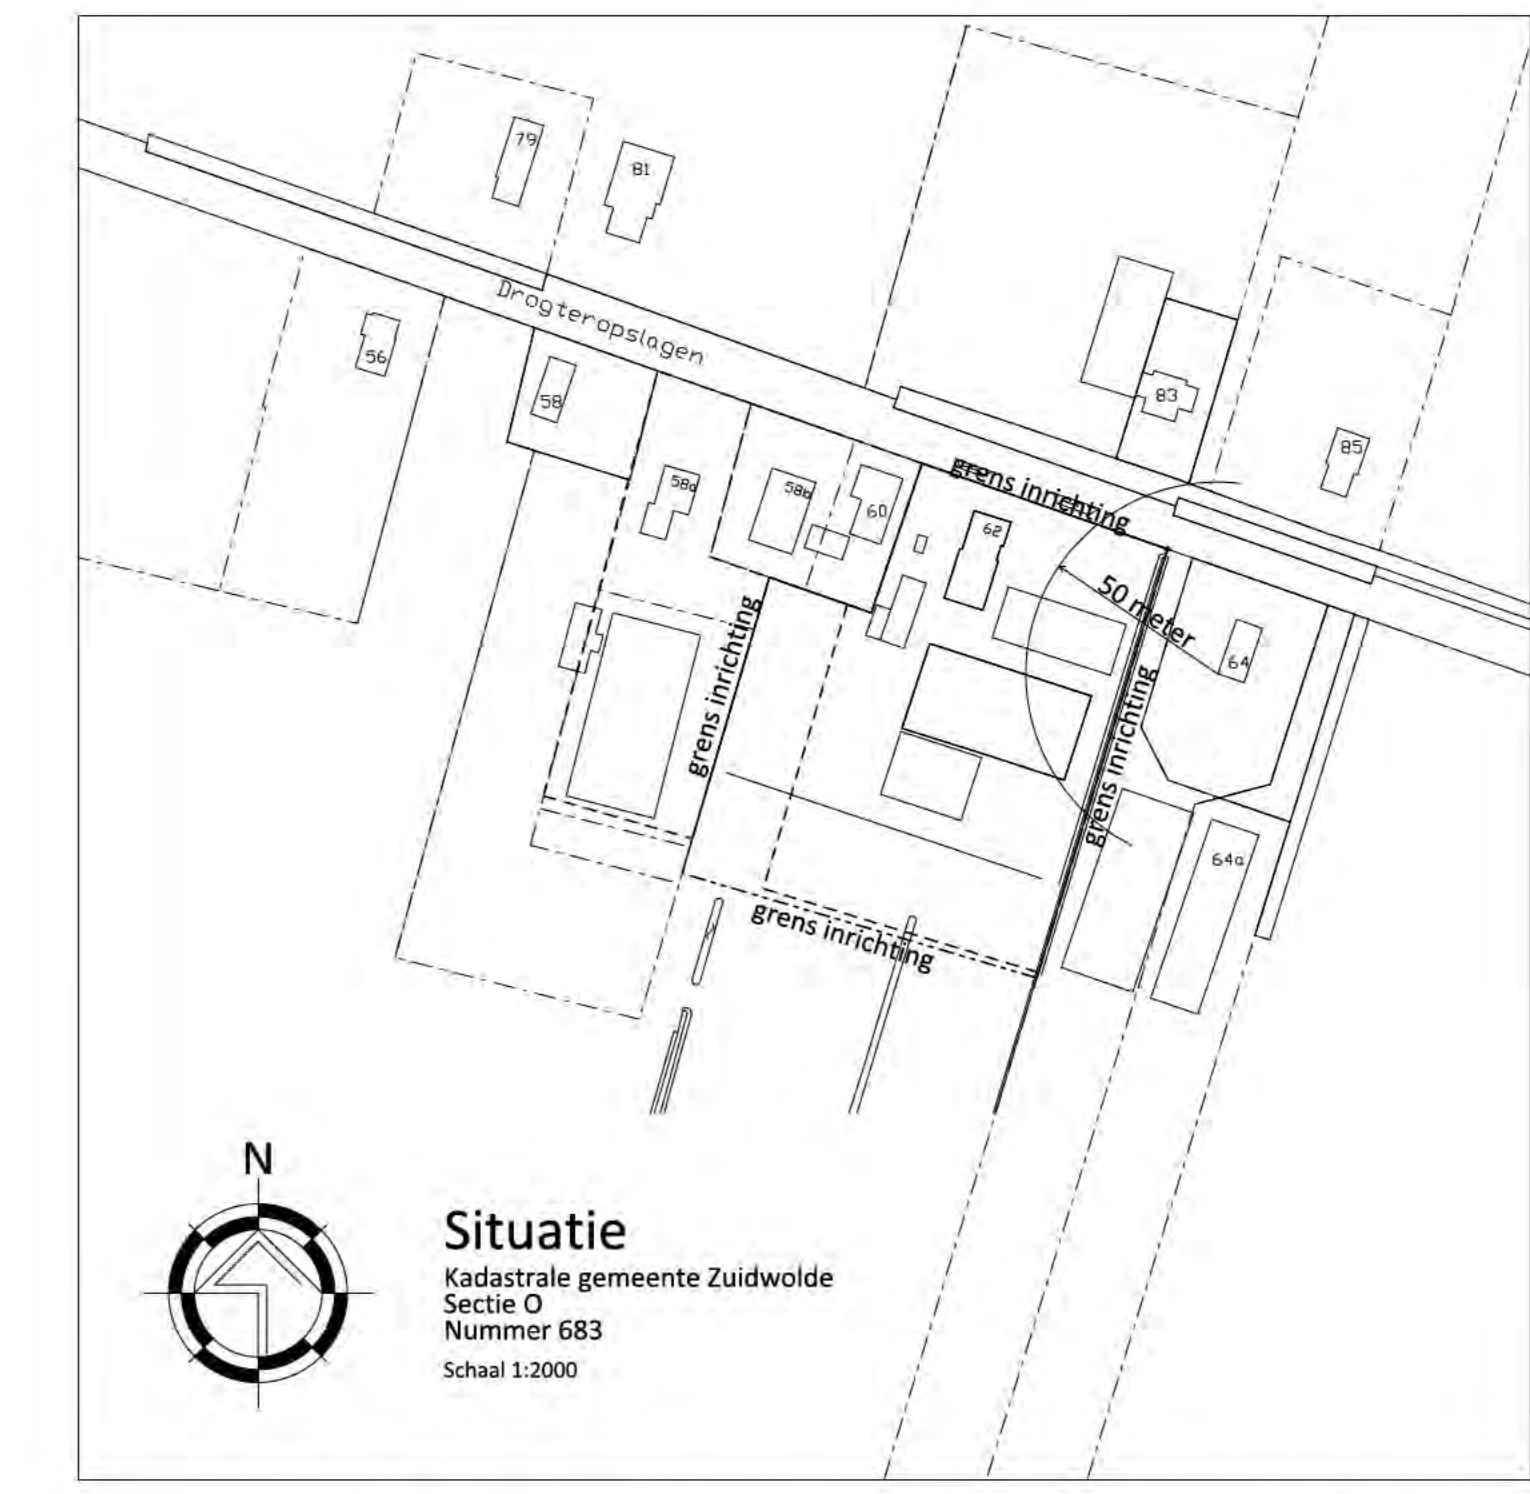 79
81
Drogteropslagen
56
58
83
85
58a
58b
60
grens inrichting
62
50 meter
64
grens inrichting
grens inrichting
64a
grens inrichting
N
Situatie
Kadastrale gemeente Zuidwolde
Sectie O
Nummer 683
Schaal 1:2000